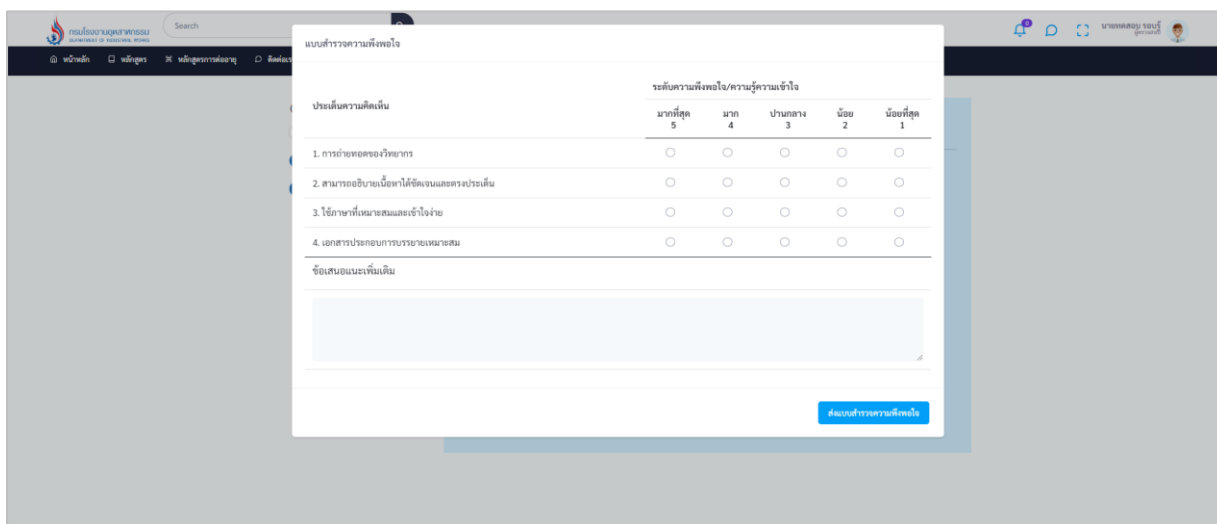 กรมโรงงานอุตสาหกรรม
DEPARTMENT OF INDUSTRIAL WORKS
Search
0
นายทดสอบ รอบรู้
หน้าหลัก หลักสูตร หลักสูตรการต่ออายุ ติดต่อเรา
แบบสำรวจความพึงพอใจ
ระดับความพึงพอใจ/ความรู้ความเข้าใจ
ประเด็นความคิดเห็น
มากที่สุด มาก ปานกลาง น้อย น้อยที่สุด
5 4 3 2 1
1. การถ่ายทอดของวิทยากร
2. สามารถอธิบายเนื้อหาได้ชัดเจนและตรงประเด็น
3. ใช้ภาษาที่เหมาะสมและเข้าใจง่าย
4. เอกสารประกอบการบรรยายเหมาะสม
ข้อเสนอแนะเพิ่มเติม
ส่งแบบสำรวจความพึงพอใจ